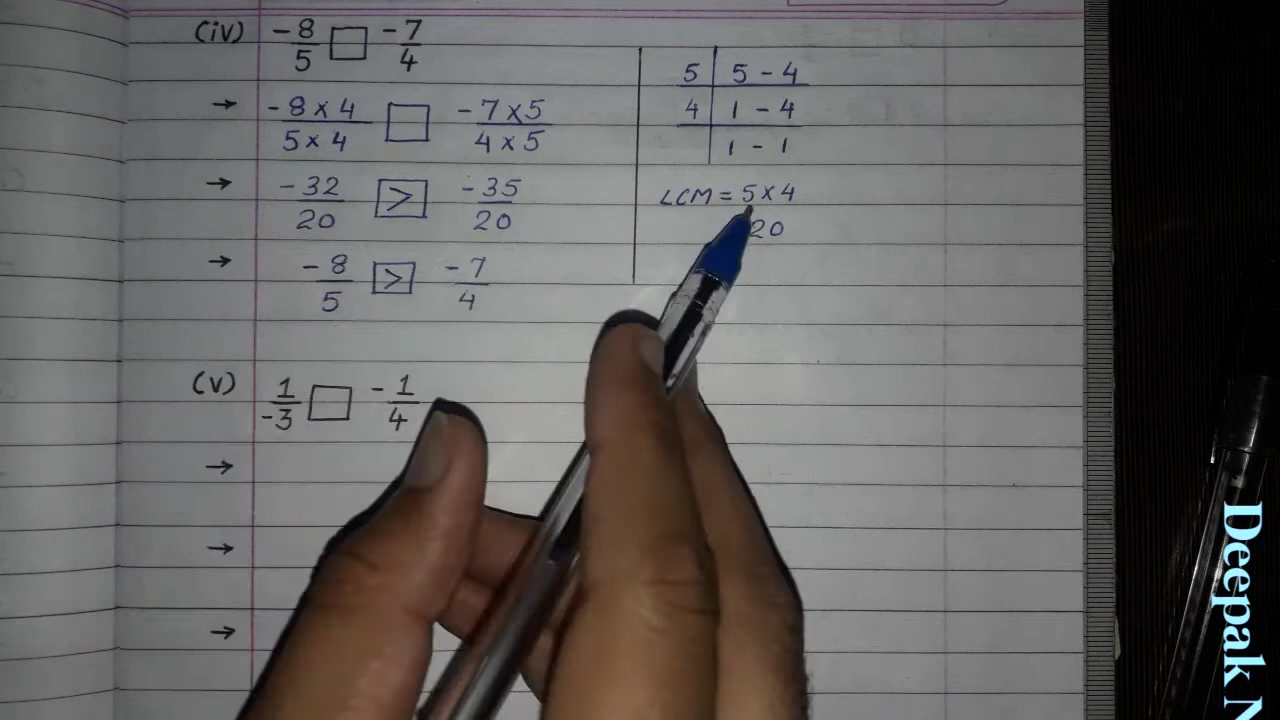 (iv) -8/5 □ -7/4
→ -8×4/5×4 □ -7×5/4×5
→ -32/20 > -35/20
→ -8/5 > -7/4
5 | 5 - 4
4 | 1 - 4
1 - 1
LCM = 5×4
20
(v) 1/-3 □ -1/4
→
→
→
Deepak N